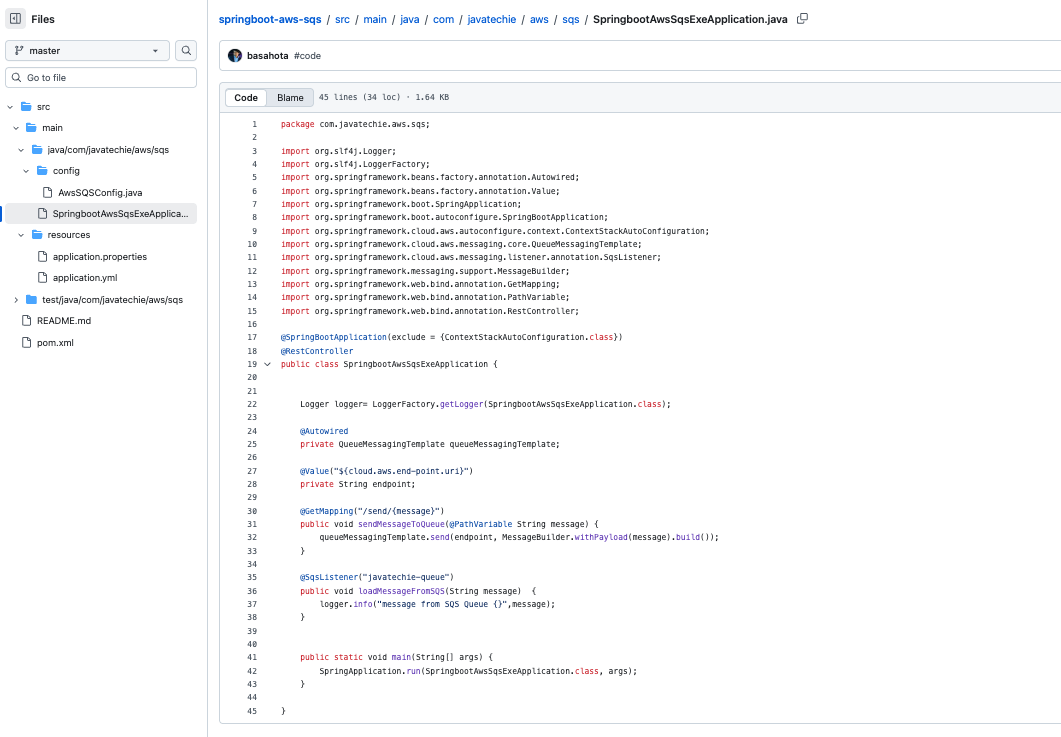 Files
master
Go to file
src
main
java/com/javatechie/aws/sqs
config
AwsSQSConfig.java
SpringbootAwsSqsExeApplica...
resources
application.properties
application.yml
test/java/com/javatechie/aws/sqs
README.md
pom.xml
springboot-aws-sqs / src / main / java / com / javatechie / aws / sqs / SpringbootAwsSqsExeApplication.java
basahota #code
Code Blame 45 lines (34 loc) · 1.64 KB
1 package com.javatechie.aws.sqs;
2
3 import org.slf4j.Logger;
4 import org.slf4j.LoggerFactory;
5 import org.springframework.beans.factory.annotation.Autowired;
6 import org.springframework.beans.factory.annotation.Value;
7 import org.springframework.boot.SpringApplication;
8 import org.springframework.boot.autoconfigure.SpringBootApplication;
9 import org.springframework.cloud.aws.autoconfigure.context.ContextStackAutoConfiguration;
10 import org.springframework.cloud.aws.messaging.core.QueueMessagingTemplate;
11 import org.springframework.cloud.aws.messaging.listener.annotation.SqsListener;
12 import org.springframework.messaging.support.MessageBuilder;
13 import org.springframework.web.bind.annotation.GetMapping;
14 import org.springframework.web.bind.annotation.PathVariable;
15 import org.springframework.web.bind.annotation.RestController;
16
17 @SpringBootApplication(exclude = {ContextStackAutoConfiguration.class})
18 @RestController
19 public class SpringbootAwsSqsExeApplication {
20
21
22 Logger logger= LoggerFactory.getLogger(SpringbootAwsSqsExeApplication.class);
23
24 @Autowired
25 private QueueMessagingTemplate queueMessagingTemplate;
26
27 @Value("${cloud.aws.end-point.uri}")
28 private String endpoint;
29
30 @GetMapping("/send/{message}")
31 public void sendMessageToQueue(@PathVariable String message) {
32 queueMessagingTemplate.send(endpoint, MessageBuilder.withPayload(message).build());
33 }
34
35 @SqsListener("javatechie-queue")
36 public void loadMessageFromSQS(String message) {
37 logger.info("message from SQS Queue {}",message);
38 }
39
40
41 public static void main(String[] args) {
42 SpringApplication.run(SpringbootAwsSqsExeApplication.class, args);
43 }
44
45 }